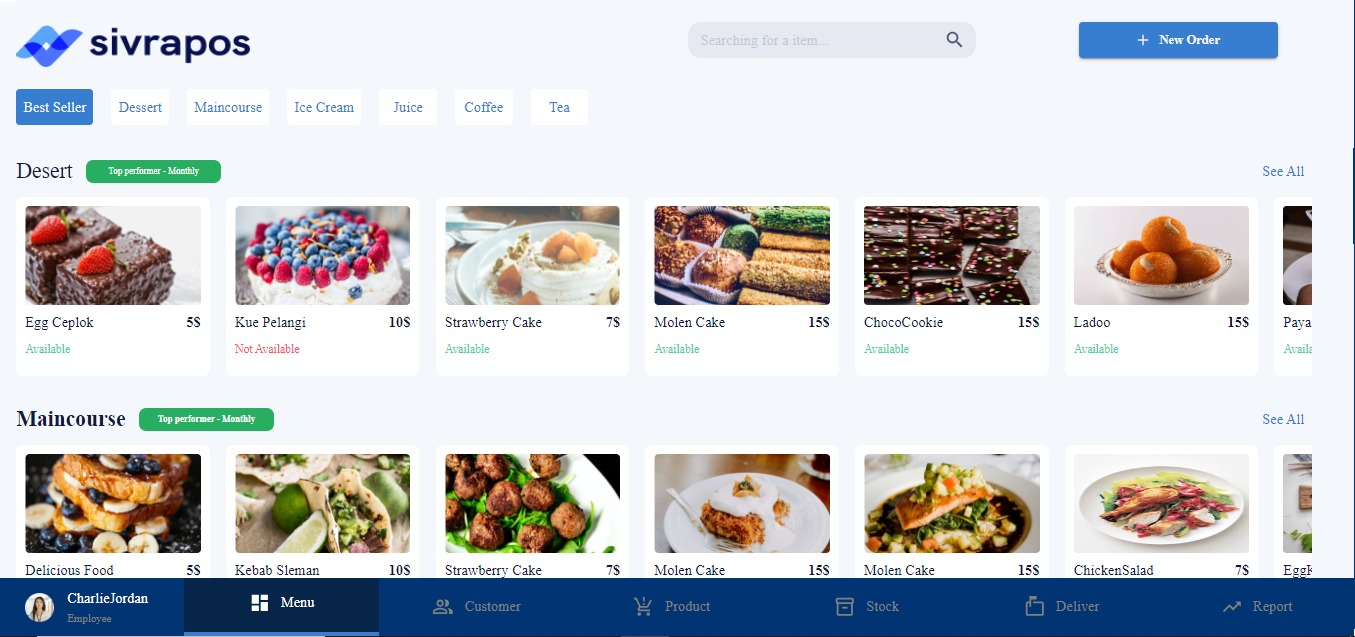 sivrapos
Searching for a item...
New Order
Best Seller Dessert Maincourse Ice Cream Juice Coffee Tea
Desert Top performer - Monthly See All
Egg Ceplok 5$ Kue Pelangi 10$ Strawberry Cake 7$ Molen Cake 15$ ChocoCookie 15$ Ladoo 15$ Paya
Available Not Available Available Available Available Available Availa
Maincourse Top performer - Monthly See All
Delicious Food 5$ Kebab Sleman 10$ Strawberry Cake 7$ Molen Cake 15$ Molen Cake 15$ ChickenSalad 7$
CharlieJordan
Employee
Menu Customer Product Stock Deliver Report